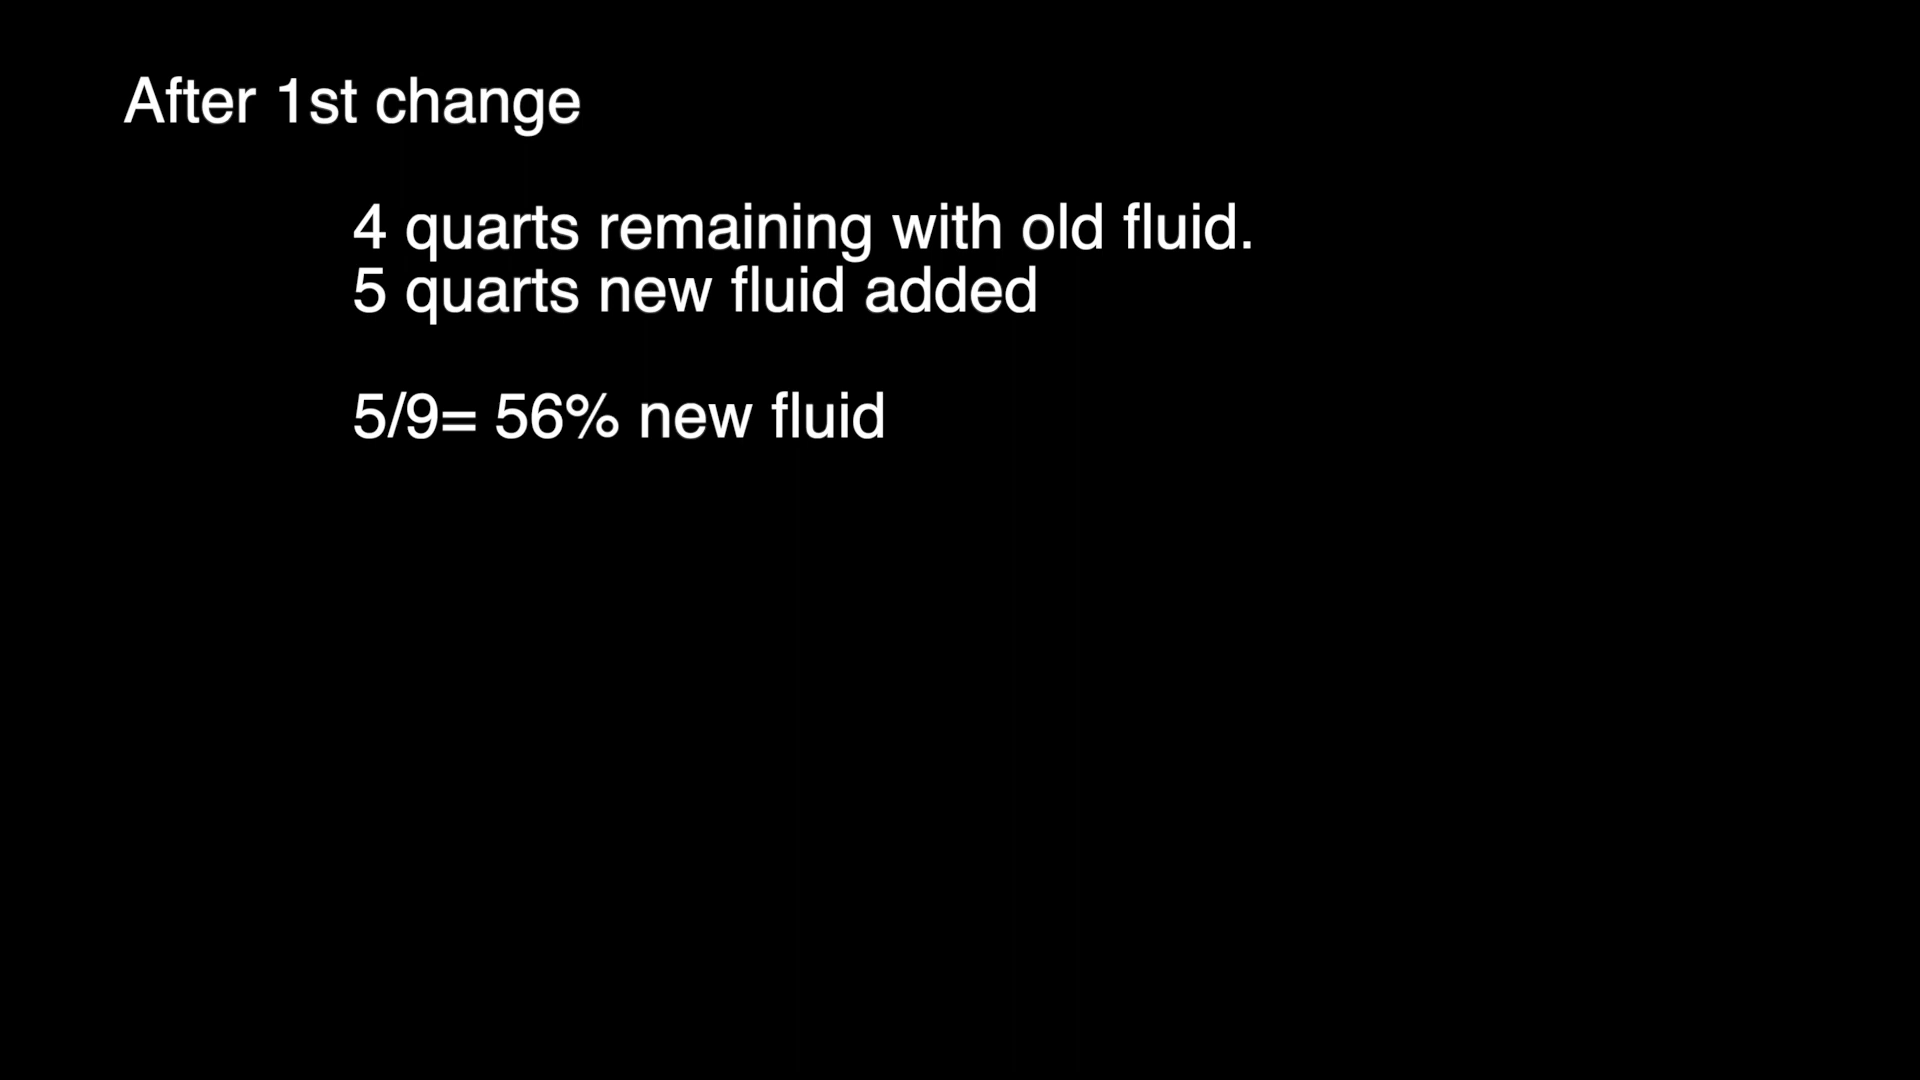 After 1st change
4 quarts remaining with old fluid.
5 quarts new fluid added
5/9= 56% new fluid